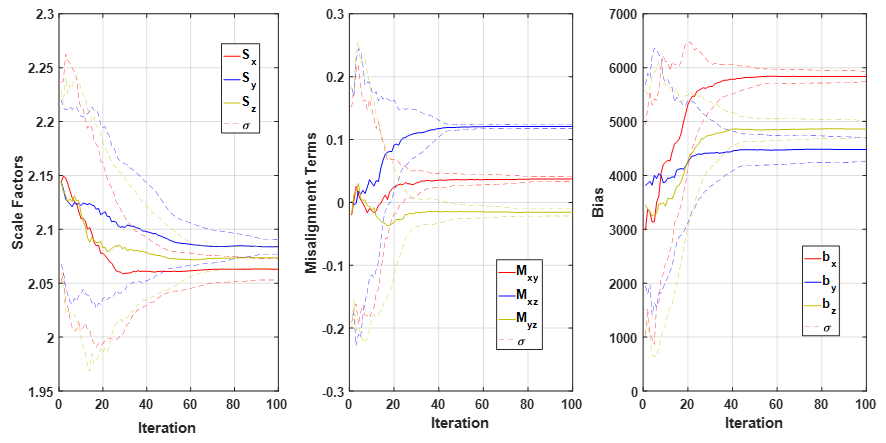 2.3
2.25
2.2
2.15
2.1
2.05
2
1.95
0 20 40 60 80 100
Scale Factors
Iteration
Sx
Sy
Sz
σ
0.3
0.2
0.1
0
-0.1
-0.2
-0.3
0 20 40 60 80 100
Misalignment Terms
Iteration
Mxy
Mxz
Myz
σ
7000
6000
5000
4000
3000
2000
1000
0
0 20 40 60 80 100
Bias
Iteration
bx
by
bz
σ